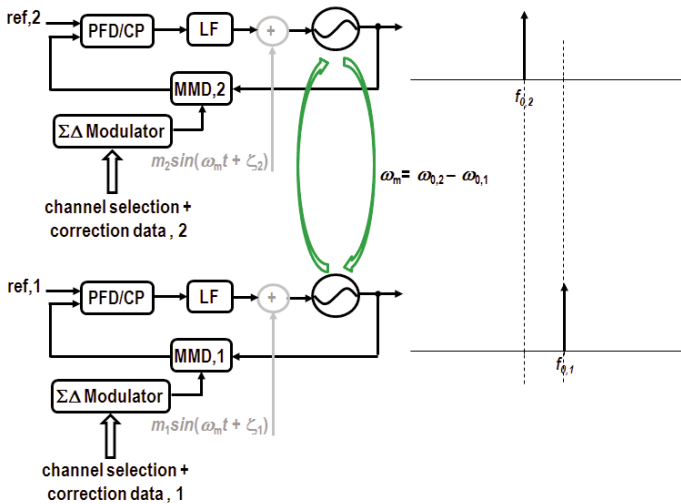 ref,2
PFD/CP
LF
+
MMD,2
ΣΔ Modulator
m₂sin(ωₘt + ζ₂)
channel selection +
correction data , 2
f₀,₂
ωₘ= ω₀,₂ – ω₀,₁
ref,1
PFD/CP
LF
+
MMD,1
ΣΔ Modulator
m₁sin(ωₘt + ζ₁)
channel selection +
correction data , 1
f₀,₁